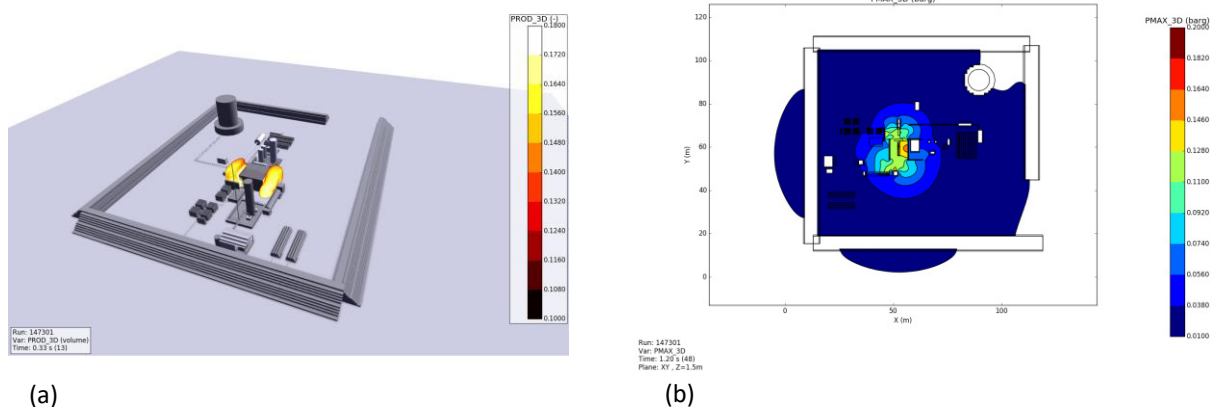 PROD_3D (-)
0.1800
0.1720
0.1640
0.1560
0.1480
0.1400
0.1320
0.1240
0.1160
0.1080
0.1000
Run: 147301
Var: PROD_3D (volume)
Time: 0.33 s (13)
(a)
PMAX_3D (barg)
120
100
80
60
40
20
0
Y (m)
0
50
100
X (m)
PMAX_3D (barg)
0.2000
0.1820
0.1640
0.1460
0.1280
0.1100
0.0920
0.0740
0.0560
0.0380
0.0100
Run: 147301
Var: PMAX_3D
Time: 1.20 s (48)
Plane: XY , Z=1.5m
(b)